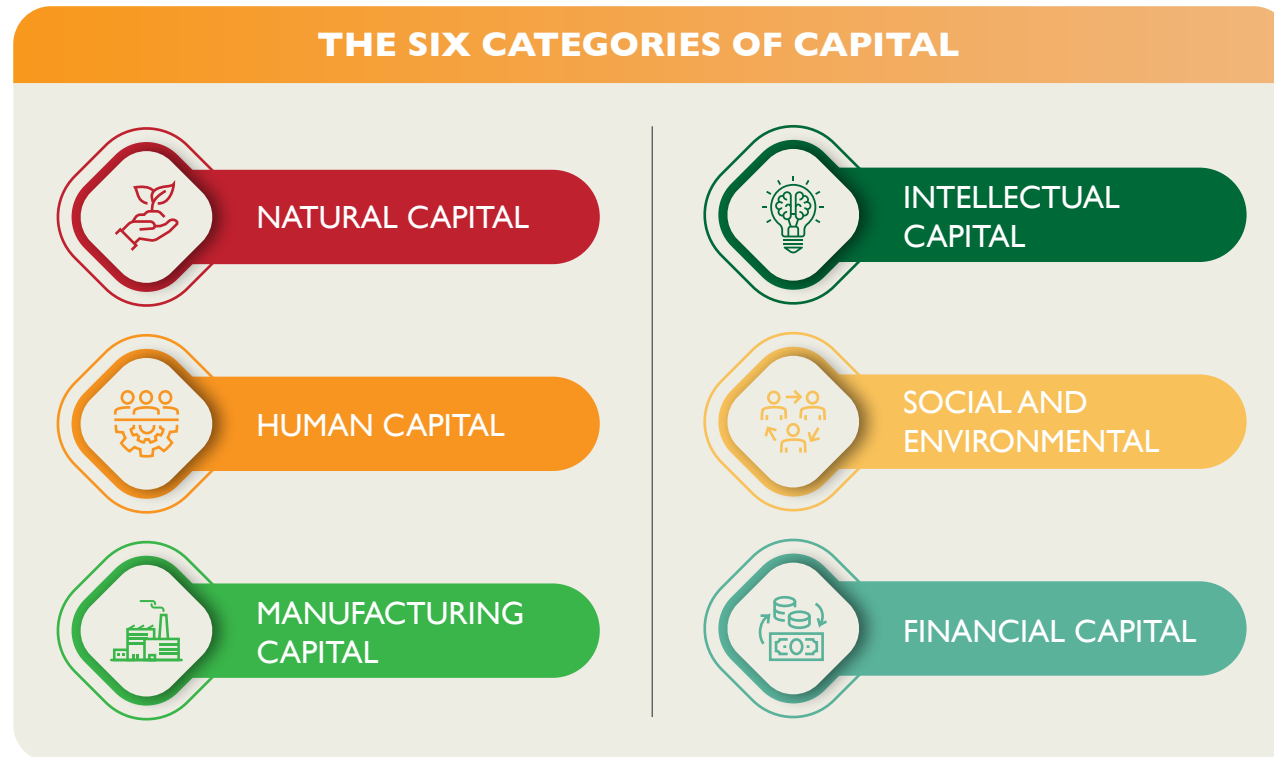 THE SIX CATEGORIES OF CAPITAL
NATURAL CAPITAL
HUMAN CAPITAL
MANUFACTURING
CAPITAL
INTELLECTUAL
CAPITAL
SOCIAL AND
ENVIRONMENTAL
FINANCIAL CAPITAL